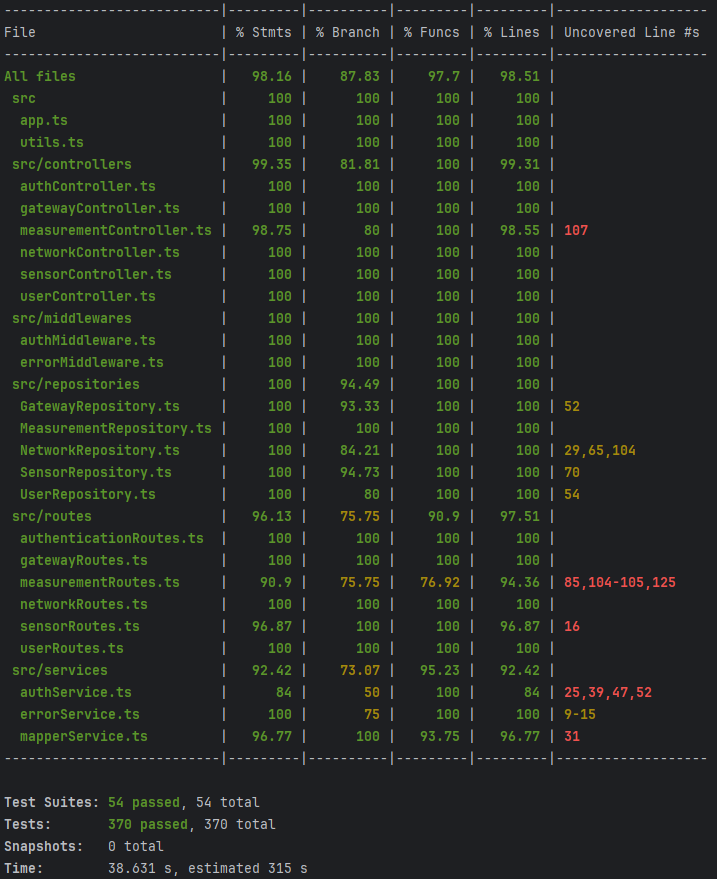 ----------------------------|---------|----------|---------|---------|-------------------
File                        | % Stmts | % Branch | % Funcs | % Lines | Uncovered Line #s
----------------------------|---------|----------|---------|---------|-------------------
All files                   |   98.16 |    87.83 |    97.7 |   98.51 |
 src                        |     100 |      100 |     100 |     100 |
  app.ts                    |     100 |      100 |     100 |     100 |
  utils.ts                  |     100 |      100 |     100 |     100 |
 src/controllers            |   99.35 |    81.81 |     100 |   99.31 |
  authController.ts         |     100 |      100 |     100 |     100 |
  gatewayController.ts      |     100 |      100 |     100 |     100 |
  measurementController.ts  |   98.75 |       80 |     100 |   98.55 | 107
  networkController.ts      |     100 |      100 |     100 |     100 |
  sensorController.ts       |     100 |      100 |     100 |     100 |
  userController.ts         |     100 |      100 |     100 |     100 |
 src/middlewares            |     100 |      100 |     100 |     100 |
  authMiddleware.ts         |     100 |      100 |     100 |     100 |
  errorMiddleware.ts        |     100 |      100 |     100 |     100 |
 src/repositories           |     100 |    94.49 |     100 |     100 |
  GatewayRepository.ts      |     100 |    93.33 |     100 |     100 | 52
  MeasurementRepository.ts  |     100 |      100 |     100 |     100 |
  NetworkRepository.ts      |     100 |    84.21 |     100 |     100 | 29,65,104
  SensorRepository.ts       |     100 |    94.73 |     100 |     100 | 70
  UserRepository.ts         |     100 |       80 |     100 |     100 | 54
 src/routes                 |   96.13 |    75.75 |    90.9 |   97.51 |
  authenticationRoutes.ts   |     100 |      100 |     100 |     100 |
  gatewayRoutes.ts          |     100 |      100 |     100 |     100 |
  measurementRoutes.ts      |    90.9 |    75.75 |   76.92 |   94.36 | 85,104-105,125
  networkRoutes.ts          |     100 |      100 |     100 |     100 |
  sensorRoutes.ts           |   96.87 |      100 |     100 |   96.87 | 16
  userRoutes.ts             |     100 |      100 |     100 |     100 |
 src/services               |   92.42 |    73.07 |   95.23 |   92.42 |
  authService.ts            |      84 |       50 |     100 |      84 | 25,39,47,52
  errorService.ts           |     100 |       75 |     100 |     100 | 9-15
  mapperService.ts          |   96.77 |      100 |   93.75 |   96.77 | 31
----------------------------|---------|----------|---------|---------|-------------------
Test Suites: 54 passed, 54 total
Tests:       370 passed, 370 total
Snapshots:   0 total
Time:        38.631 s, estimated 315 s